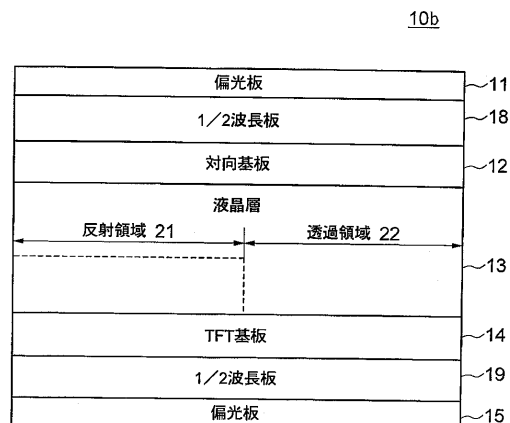 10b
偏光板 11
1/2波長板 18
対向基板 12
液晶層
反射領域 21 透過領域 22
13
TFT基板 14
1/2波長板 19
偏光板 15